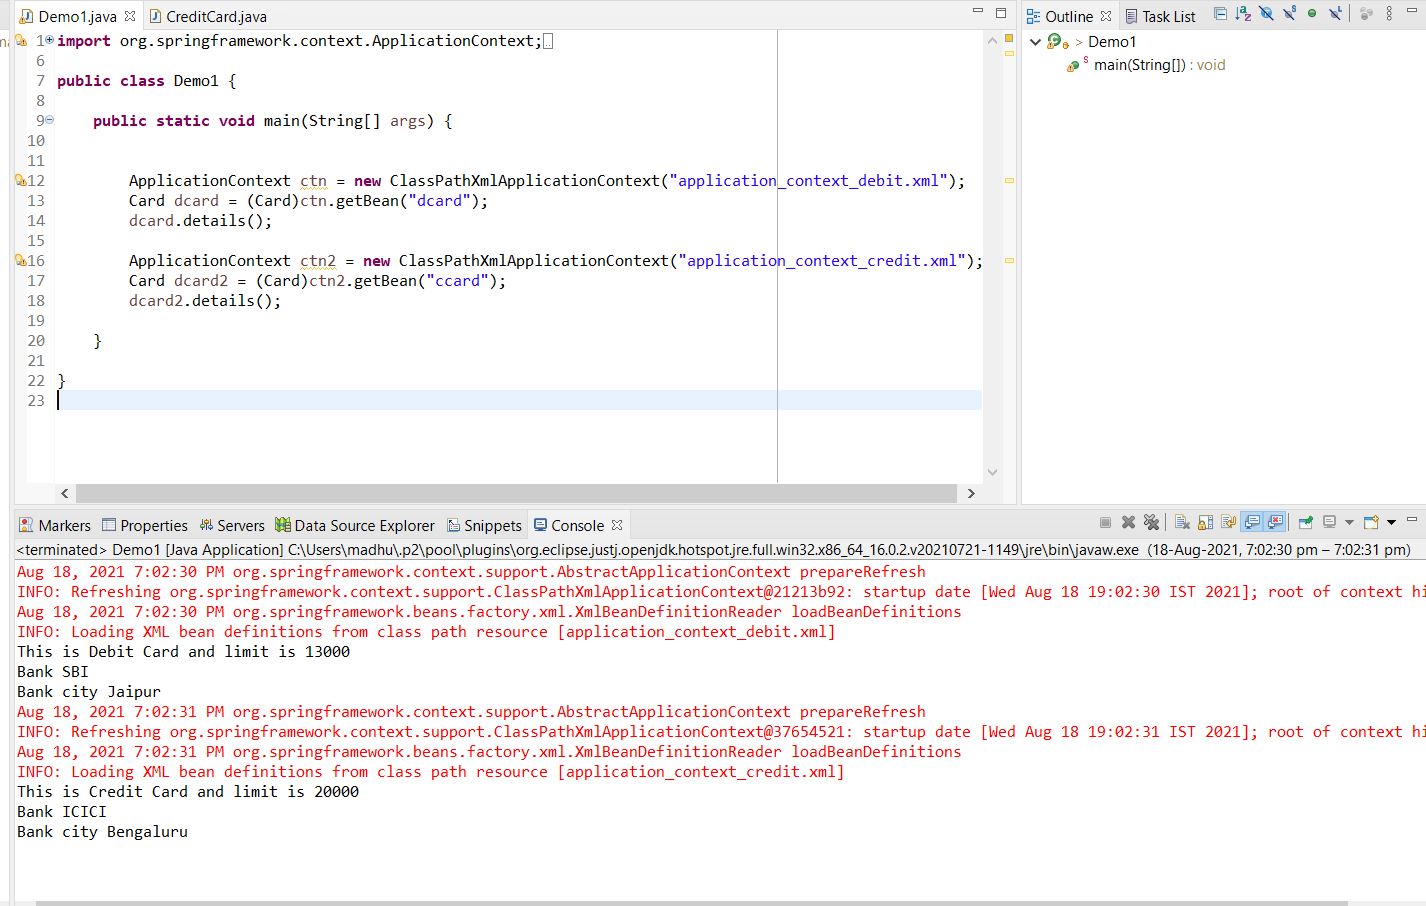 Demo1.java CreditCard.java
1 import org.springframework.context.ApplicationContext;
6
7 public class Demo1 {
8
9 public static void main(String[] args) {
10
11
12 ApplicationContext ctn = new ClassPathXmlApplicationContext("application_context_debit.xml");
13 Card dcard = (Card)ctn.getBean("dcard");
14 dcard.details();
15
16 ApplicationContext ctn2 = new ClassPathXmlApplicationContext("application_context_credit.xml");
17 Card dcard2 = (Card)ctn2.getBean("ccard");
18 dcard2.details();
19
20 }
21
22 }
23
Outline Task List
> Demo1
main(String[]) : void
Markers Properties Servers Data Source Explorer Snippets Console
<terminated> Demo1 [Java Application] C:\Users\madhu\.p2\pool\plugins\org.eclipse.justj.openjdk.hotspot.jre.full.win32.x86_64_16.0.2.v20210721-1149\jre\bin\javaw.exe (18-Aug-2021, 7:02:30 pm – 7:02:31 pm)
Aug 18, 2021 7:02:30 PM org.springframework.context.support.AbstractApplicationContext prepareRefresh
INFO: Refreshing org.springframework.context.support.ClassPathXmlApplicationContext@21213b92: startup date [Wed Aug 18 19:02:30 IST 2021]; root of context hi
Aug 18, 2021 7:02:30 PM org.springframework.beans.factory.xml.XmlBeanDefinitionReader loadBeanDefinitions
INFO: Loading XML bean definitions from class path resource [application_context_debit.xml]
This is Debit Card and limit is 13000
Bank SBI
Bank city Jaipur
Aug 18, 2021 7:02:31 PM org.springframework.context.support.AbstractApplicationContext prepareRefresh
INFO: Refreshing org.springframework.context.support.ClassPathXmlApplicationContext@37654521: startup date [Wed Aug 18 19:02:31 IST 2021]; root of context hi
Aug 18, 2021 7:02:31 PM org.springframework.beans.factory.xml.XmlBeanDefinitionReader loadBeanDefinitions
INFO: Loading XML bean definitions from class path resource [application_context_credit.xml]
This is Credit Card and limit is 20000
Bank ICICI
Bank city Bengaluru